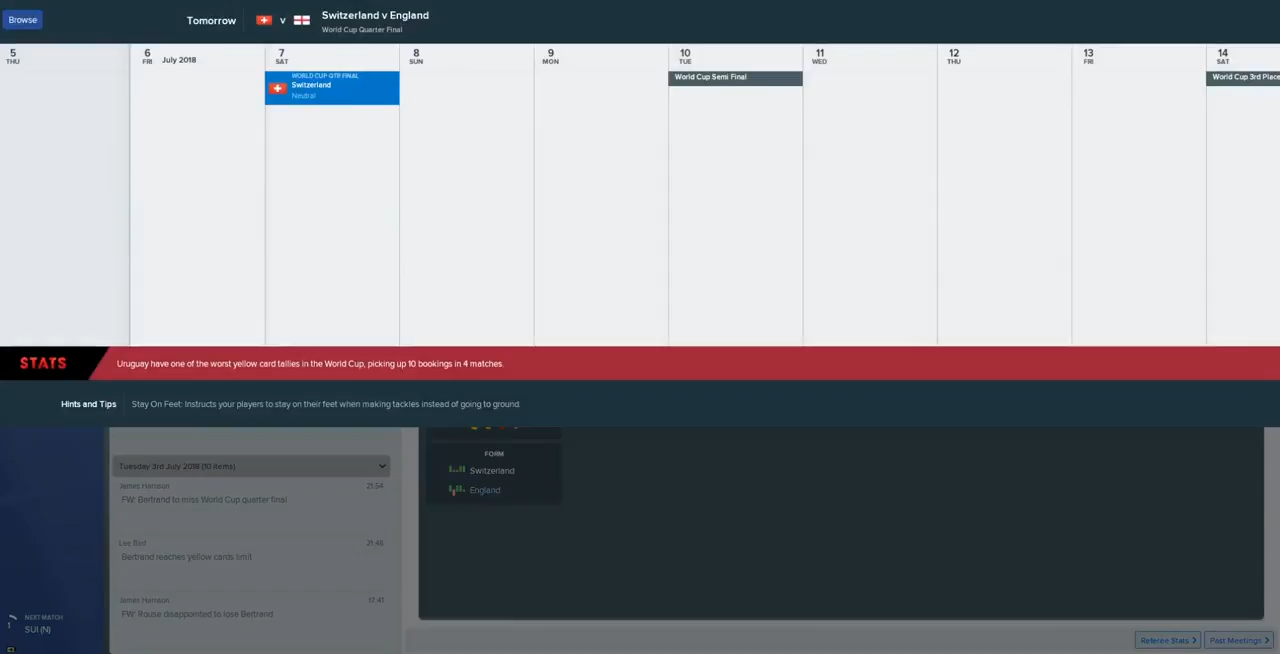 Browse
Tomorrow
v
Switzerland v England
World Cup Quarter Final
5
THU
6
FRI
July 2018
7
SAT
8
SUN
9
MON
10
TUE
11
WED
12
THU
13
FRI
14
SAT
WORLD CUP QTR FINAL
Switzerland
Neutral
World Cup Semi Final
World Cup 3rd Place
STATS
Uruguay have one of the worst yellow card tallies in the World Cup, picking up 10 bookings in 4 matches.
Hints and Tips
Stay On Feet: Instructs your players to stay on their feet when making tackles instead of going to ground.
Tuesday 3rd July 2018 (10 items)
James Harrison
21:54
FW: Bertrand to miss World Cup quarter final
Lee Bird
21:48
Bertrand reaches yellow cards limit
James Harrison
17:41
FW: Rouse disappointed to lose Bertrand
FORM
Switzerland
England
NEXT MATCH
SUI (N)
Referee Stats
Past Meetings